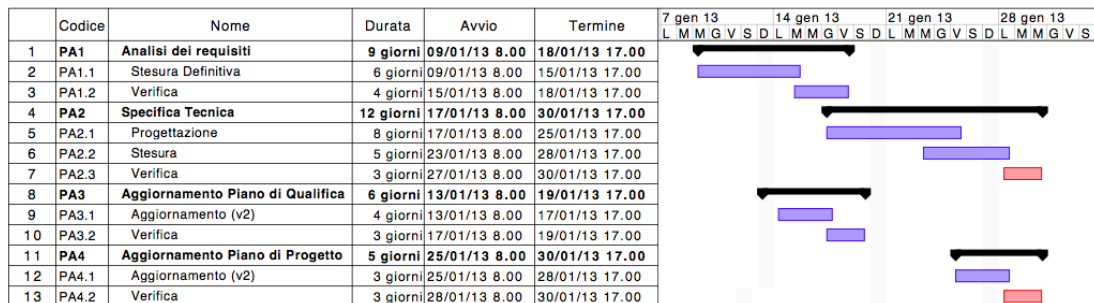 Codice Nome Durata Avvio Termine 7 gen 13 14 gen 13 21 gen 13 28 gen 13
L M M G V S D L M M G V S D L M M G V S D L M M G V S
1 PA1 Analisi dei requisiti 9 giorni 09/01/13 8.00 18/01/13 17.00
2 PA1.1 Stesura Definitiva 6 giorni 09/01/13 8.00 15/01/13 17.00
3 PA1.2 Verifica 4 giorni 15/01/13 8.00 18/01/13 17.00
4 PA2 Specifica Tecnica 12 giorni 17/01/13 8.00 30/01/13 17.00
5 PA2.1 Progettazione 8 giorni 17/01/13 8.00 25/01/13 17.00
6 PA2.2 Stesura 5 giorni 23/01/13 8.00 28/01/13 17.00
7 PA2.3 Verifica 3 giorni 27/01/13 8.00 30/01/13 17.00
8 PA3 Aggiornamento Piano di Qualifica 6 giorni 13/01/13 8.00 19/01/13 17.00
9 PA3.1 Aggiornamento (v2) 4 giorni 13/01/13 8.00 17/01/13 17.00
10 PA3.2 Verifica 3 giorni 17/01/13 8.00 19/01/13 17.00
11 PA4 Aggiornamento Piano di Progetto 5 giorni 25/01/13 8.00 30/01/13 17.00
12 PA4.1 Aggiornamento (v2) 3 giorni 25/01/13 8.00 28/01/13 17.00
13 PA4.2 Verifica 3 giorni 28/01/13 8.00 30/01/13 17.00